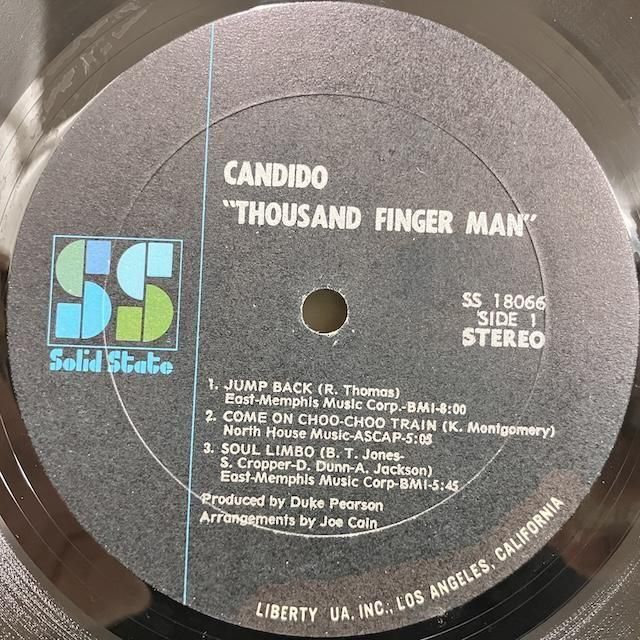 CANDIDO
"THOUSAND FINGER MAN"
SS
Solid State
SS 18066
SIDE 1
STEREO
1. JUMP BACK (R. Thomas)
East-Memphis Music Corp.-BMI-8:00
2. COME ON CHOO-CHOO TRAIN (K. Montgomery)
North House Music-ASCAP-5:05
3. SOUL LIMBO (B. T. Jones-
S. Cropper-D. Dunn-A. Jackson)
East-Memphis Music Corp-BMI-5:45
Produced by Duke Pearson
Arrangements by Joe Cain
LIBERTY UA, INC., LOS ANGELES, CALIFORNIA